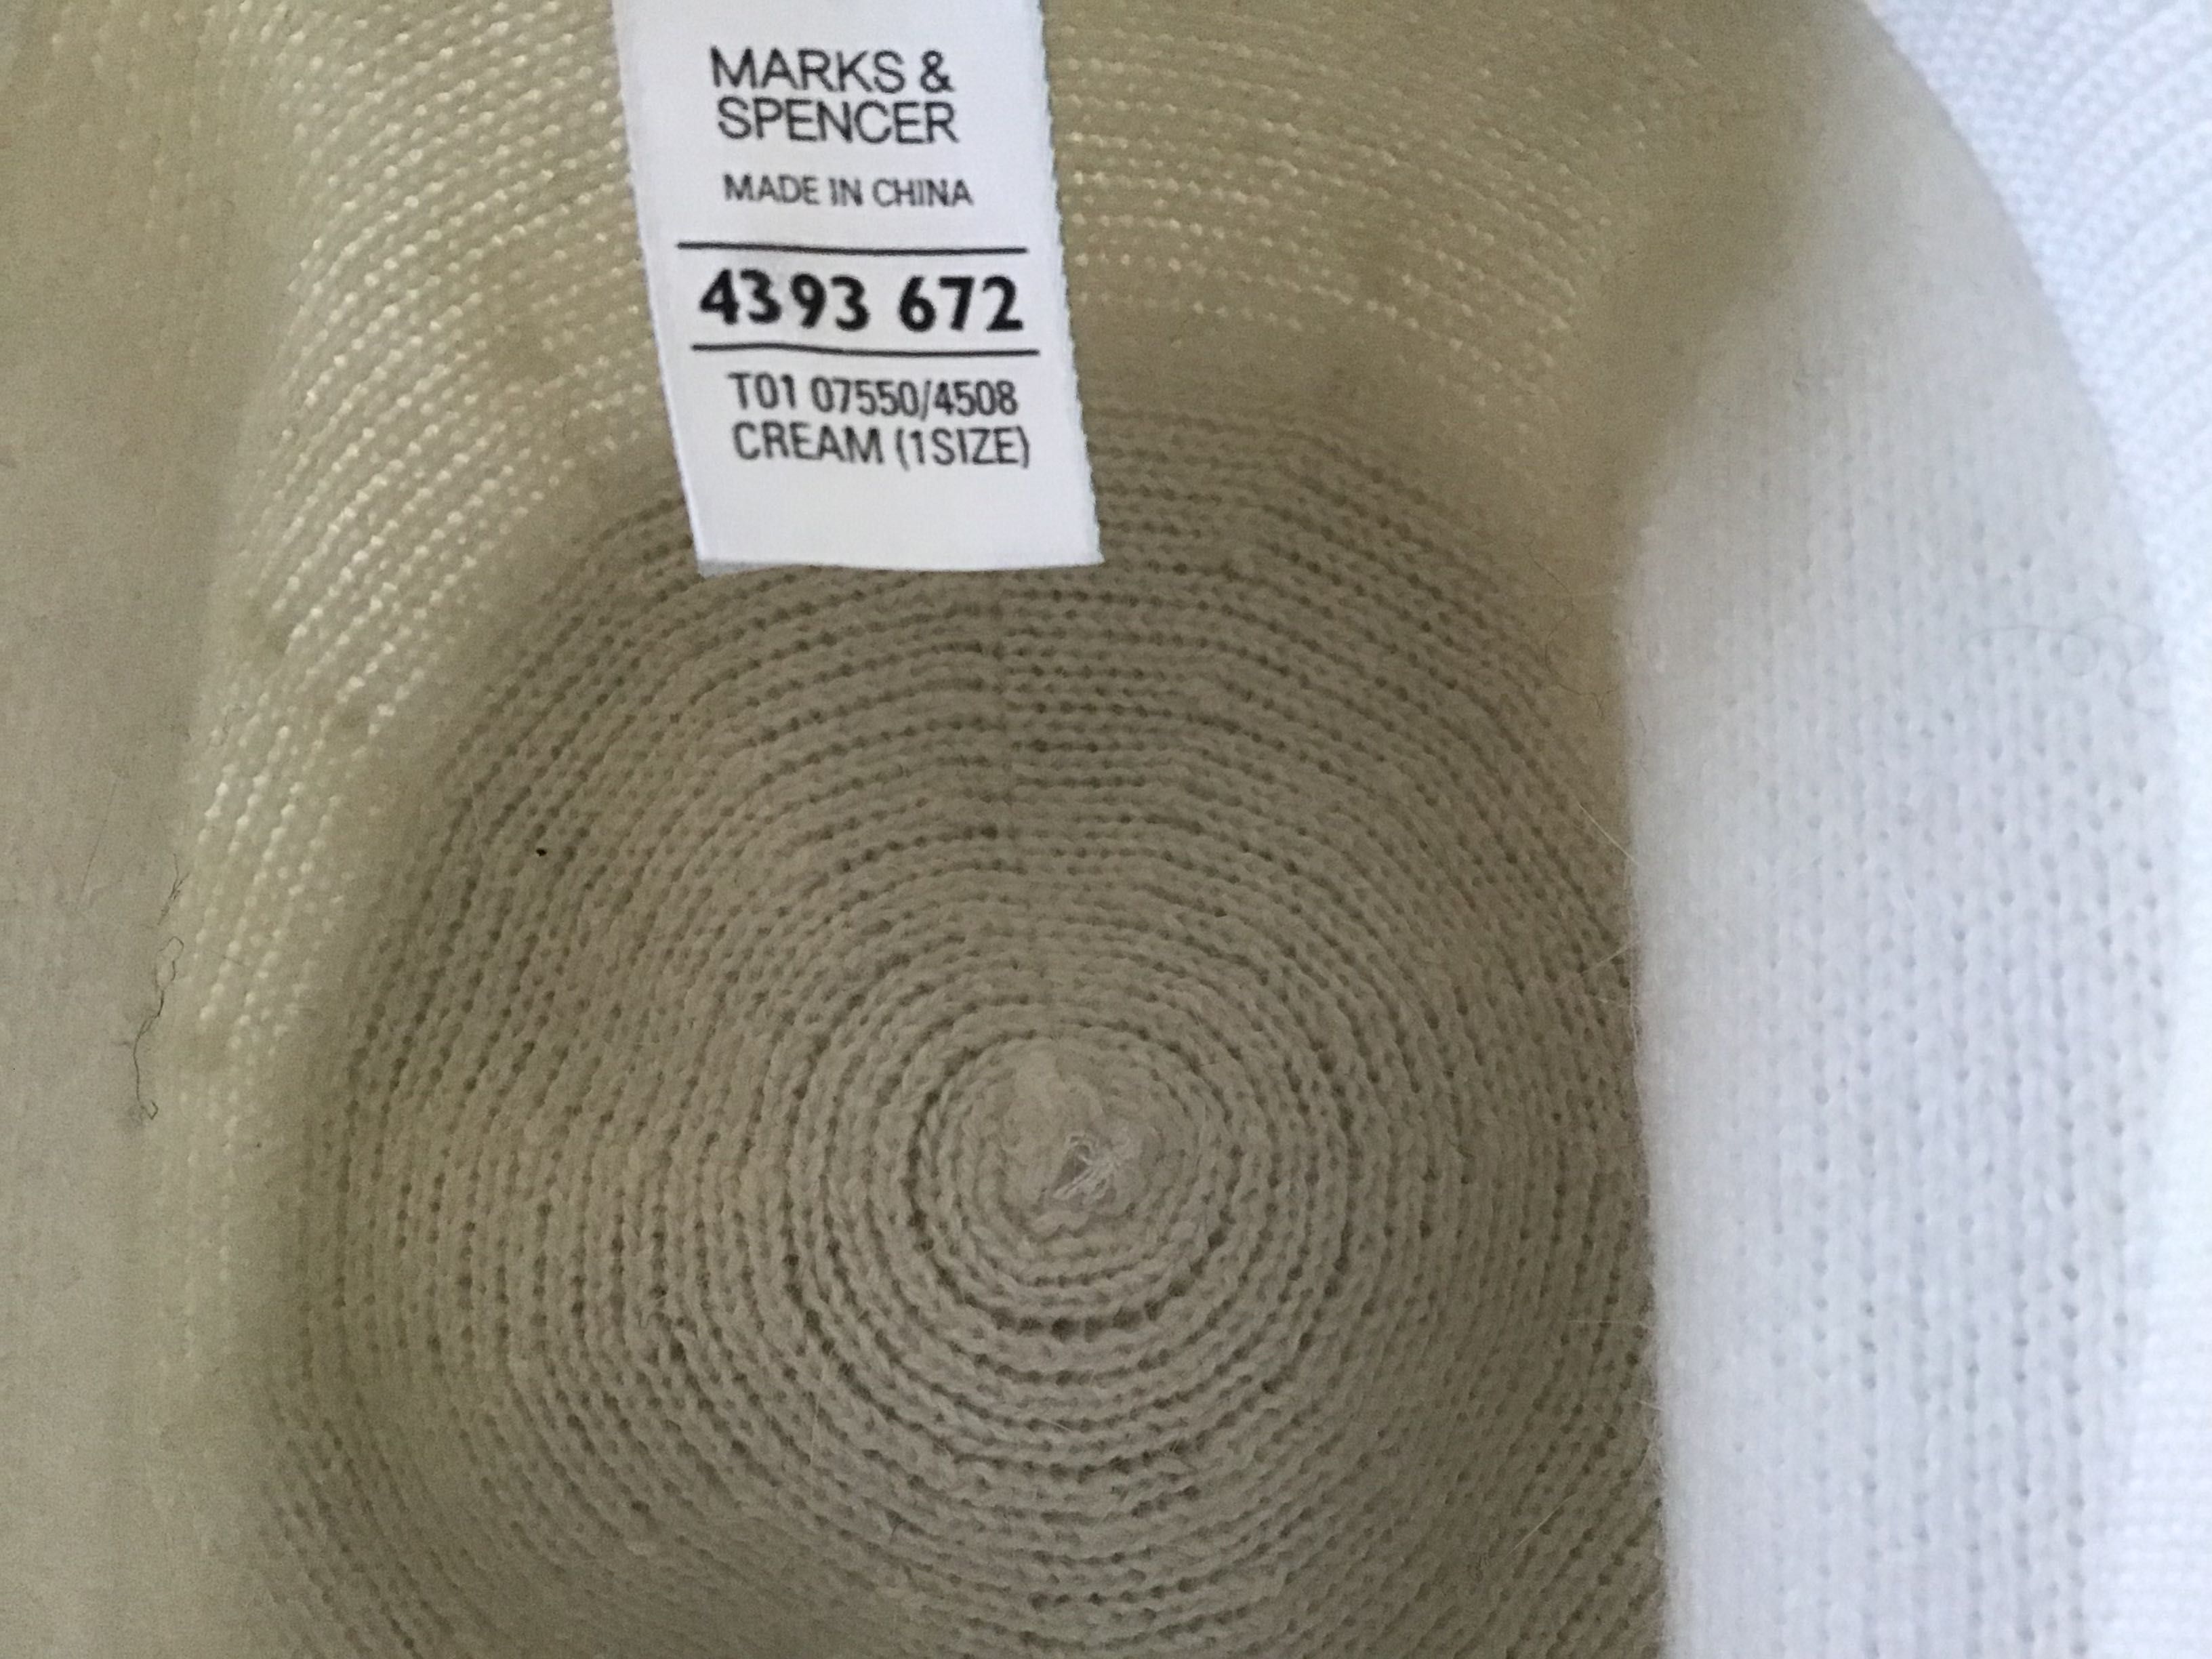 MARKS &
SPENCER
MADE IN CHINA
4393 672
T01 07550/4508
CREAM (1SIZE)